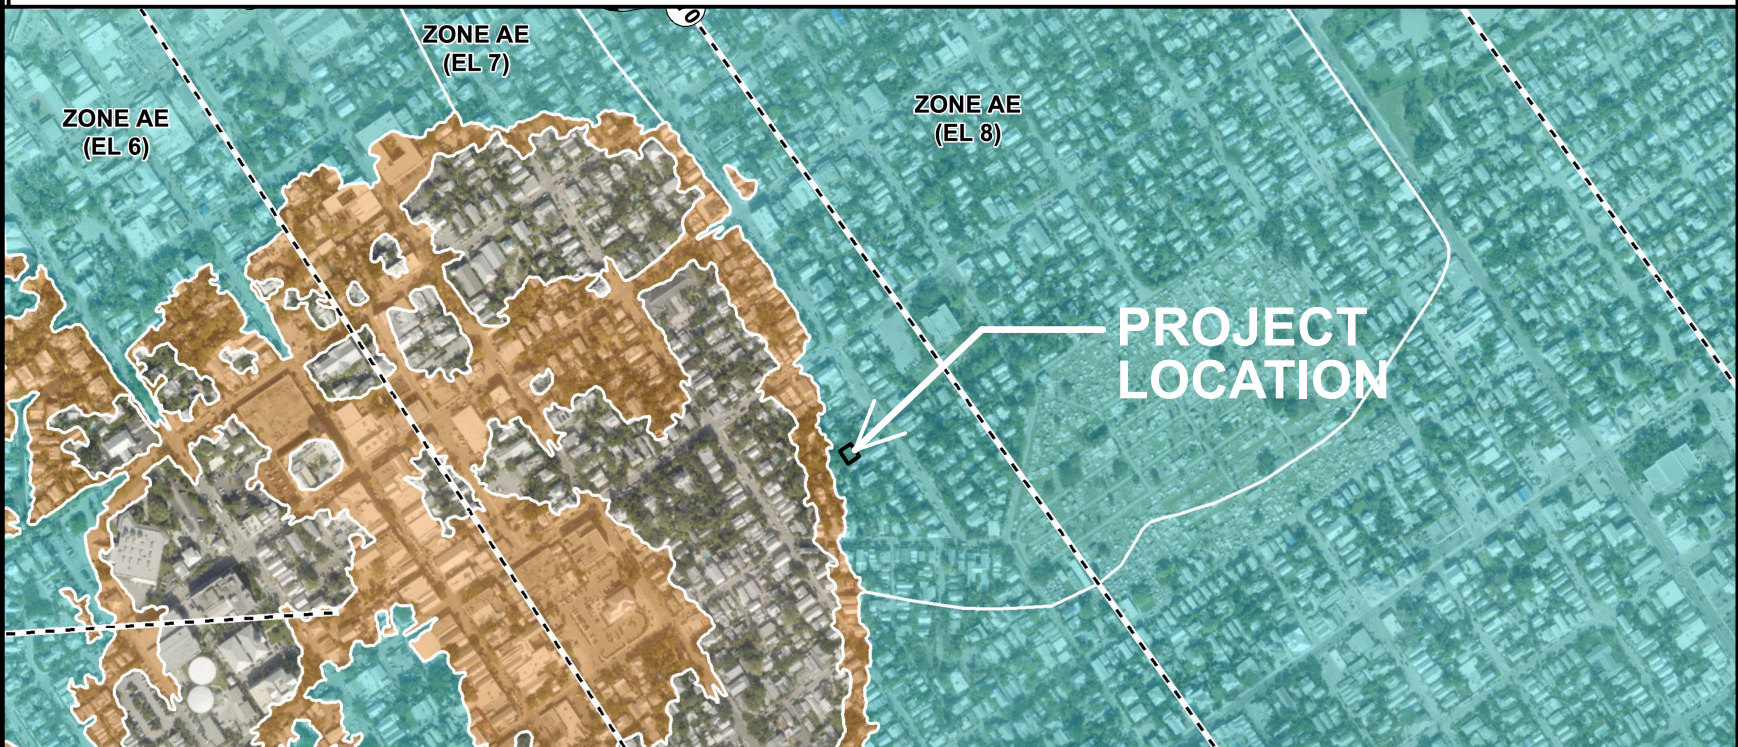 ZONE AE
(EL 7)
ZONE AE
(EL 6)
ZONE AE
(EL 8)
PROJECT
LOCATION